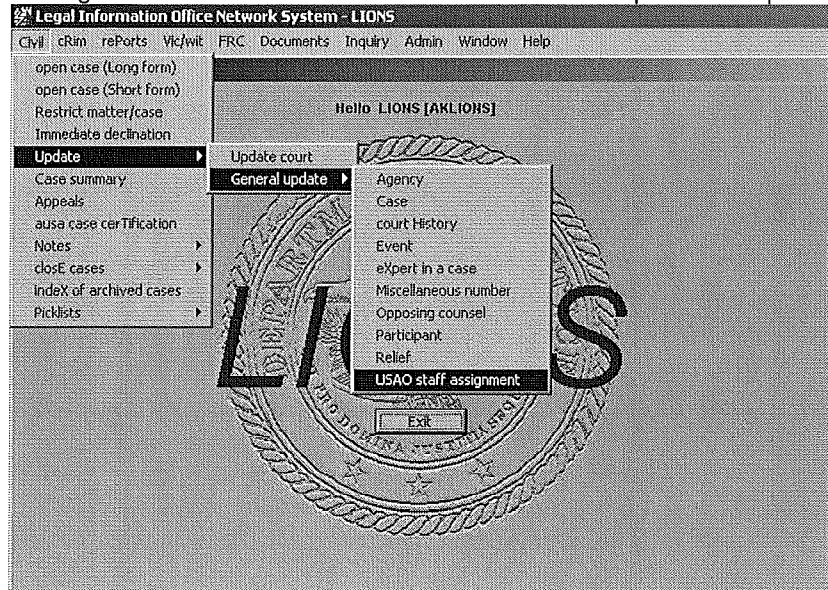 Legal Information Office Network System - LIONS
Civil cRim rePorts Vic/wit FRC Documents Inquiry Admin Window Help
open case (Long form)
open case (Short form)
Restrict matter/case
Immediate declination
Update
Case summary
Appeals
ausa case cerTification
Notes
closE cases
indeX of archived cases
Picklists
Hello LIONS [AKLIONS]
Update court
General update
Agency
Case
court History
Event
eXpert in a case
Miscellaneous number
Opposing counsel
Participant
Relief
USAO staff assignment
Exit